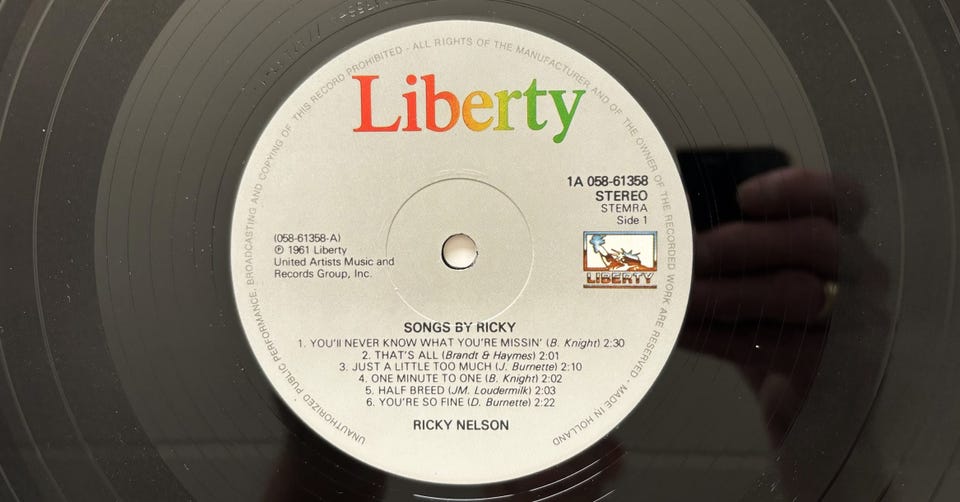 UNAUTHORIZED PUBLIC PERFORMANCE, BROADCASTING AND COPYING OF THIS RECORD PROHIBITED - ALL RIGHTS OF THE MANUFACTURER AND OF THE OWNER OF THE RECORDED WORK ARE RESERVED - MADE IN HOLLAND
Liberty
1A 058-61358
STEREO
STEMRA
Side 1
(058-61358-A)
℗ 1961 Liberty
United Artists Music and
Records Group, Inc.
LIBERTY
SONGS BY RICKY
1. YOU'll NEVER KNOW WHAT YOU'RE MISSIN' (B. Knight) 2:30
2. THAT'S ALL (Brandt & Haymes) 2:01
3. JUST A LITTLE TOO MUCH (J. Burnette) 2:10
4. ONE MINUTE TO ONE (B. Knight) 2:02
5. HALF BREED (JM. Loudermilk) 2:03
6. YOU'RE SO FINE (D. Burnette) 2:22
RICKY NELSON